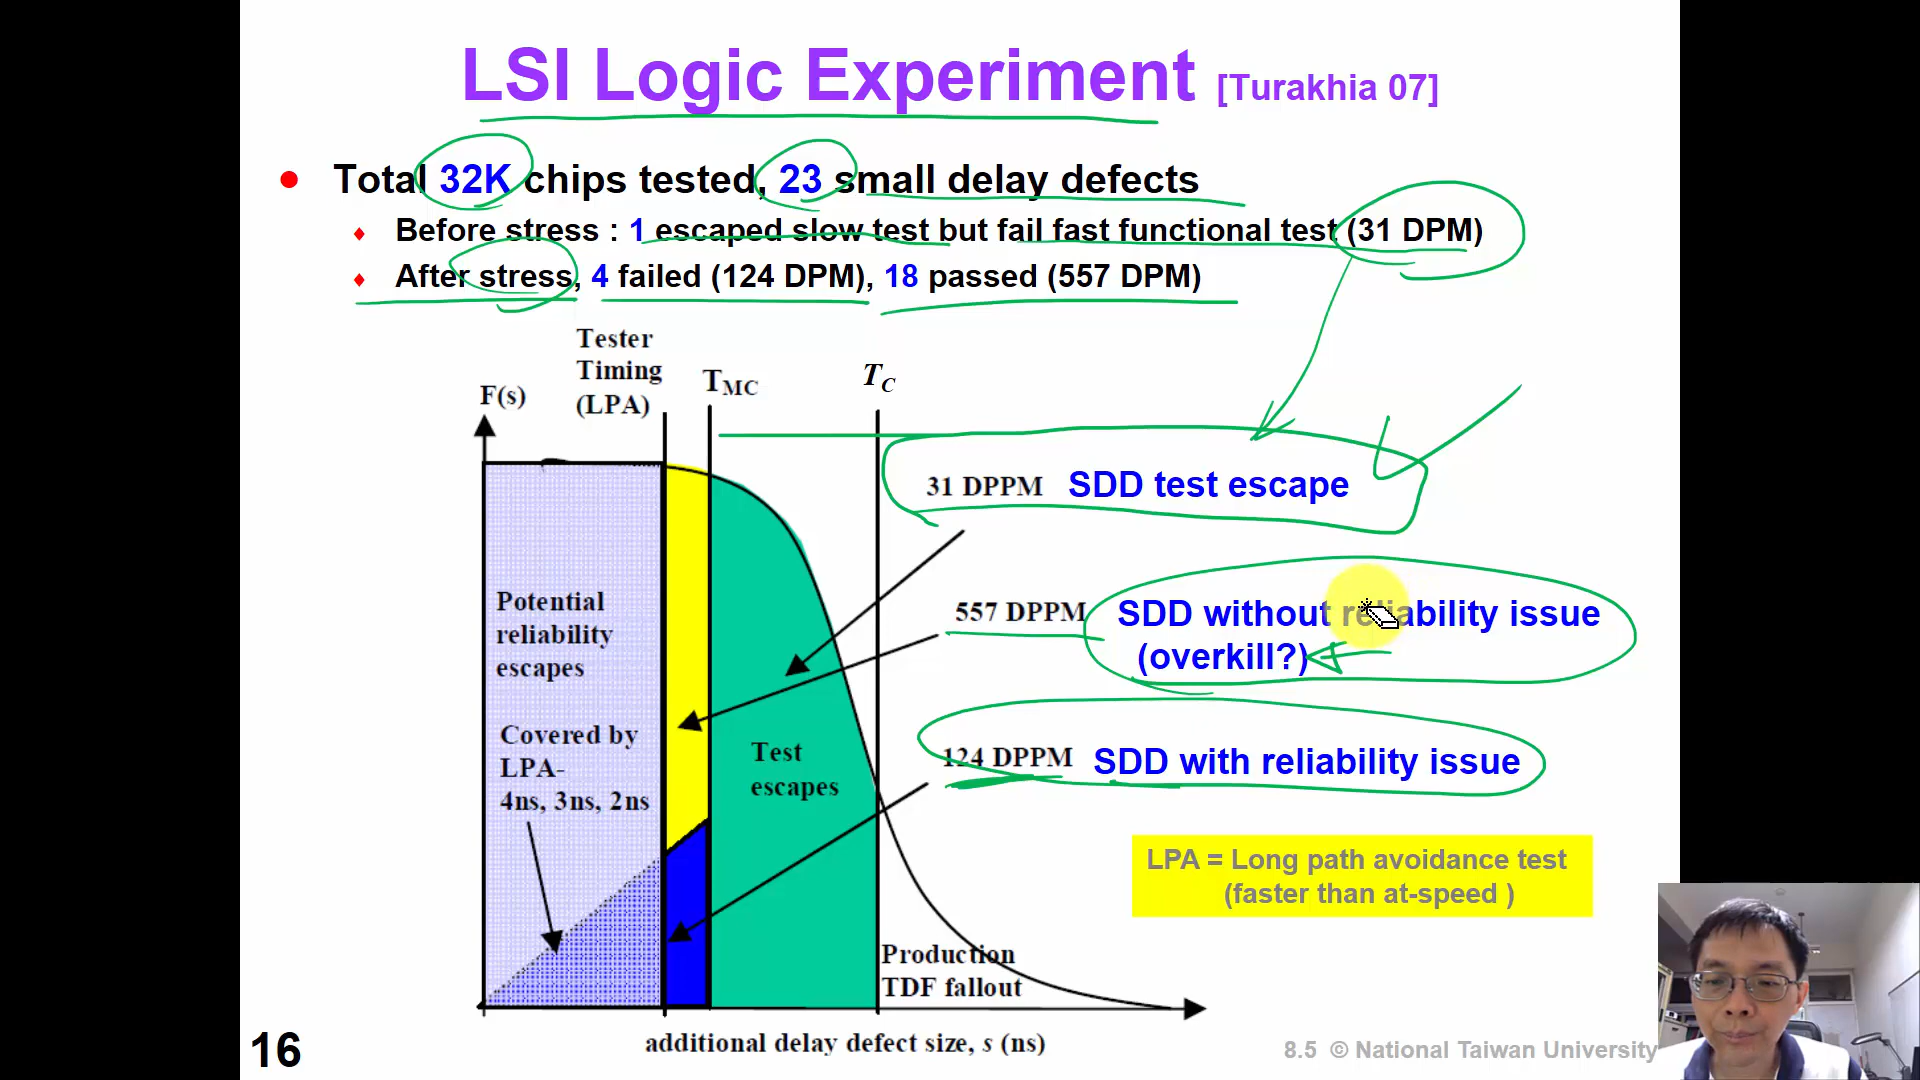 LSI Logic Experiment [Turakhia 07]
Total 32K chips tested, 23 small delay defects
Before stress : 1 escaped slow test but fail fast functional test (31 DPM)
After stress, 4 failed (124 DPM), 18 passed (557 DPM)
Tester
Timing
(LPA)
TMC
TC
F(s)
31 DPPM SDD test escape
557 DPPM SDD without reliability issue
(overkill?)
124 DPPM SDD with reliability issue
Potential
reliability
escapes
Covered by
LPA-
4ns, 3ns, 2ns
Test
escapes
LPA = Long path avoidance test
(faster than at-speed )
Production
TDF fallout
additional delay defect size, s (ns)
16
8.5 © National Taiwan University